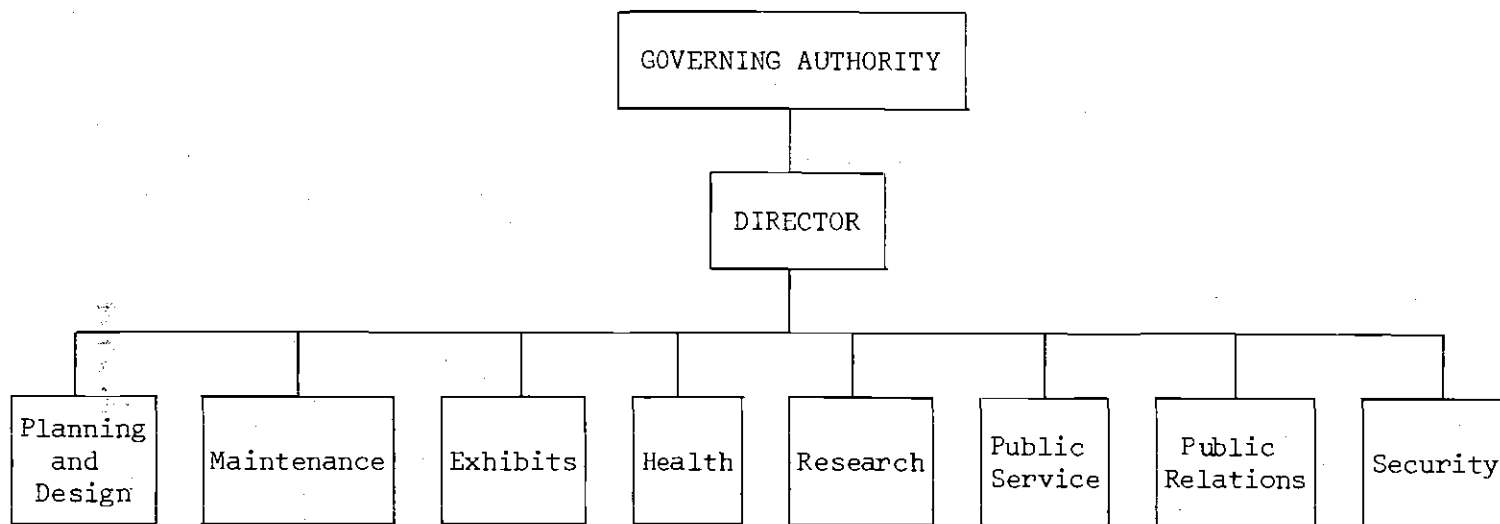 GOVERNING AUTHORITY
DIRECTOR
Planning
and
Design
Maintenance
Exhibits
Health
Research
Public
Service
Public
Relations
Security